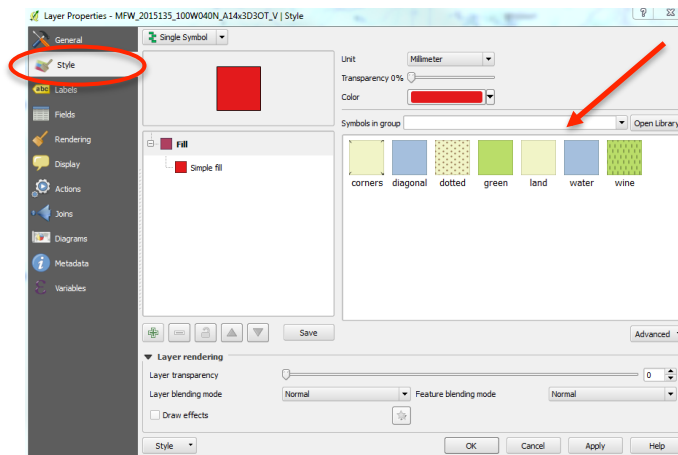 Layer Properties - MFW_2015135_100W040N_A14x3D3OT_V | Style
General
Style
abc Labels
Fields
Rendering
Display
Actions
Joins
Diagrams
Metadata
Variables
Single Symbol
Unit Millimeter
Transparency 0%
Color
Symbols in group Open Library
Fill
Simple fill
corners diagonal dotted green land water wine
Save
Advanced
Layer rendering
Layer transparency 0
Layer blending mode Normal Feature blending mode Normal
Draw effects
Style OK Cancel Apply Help